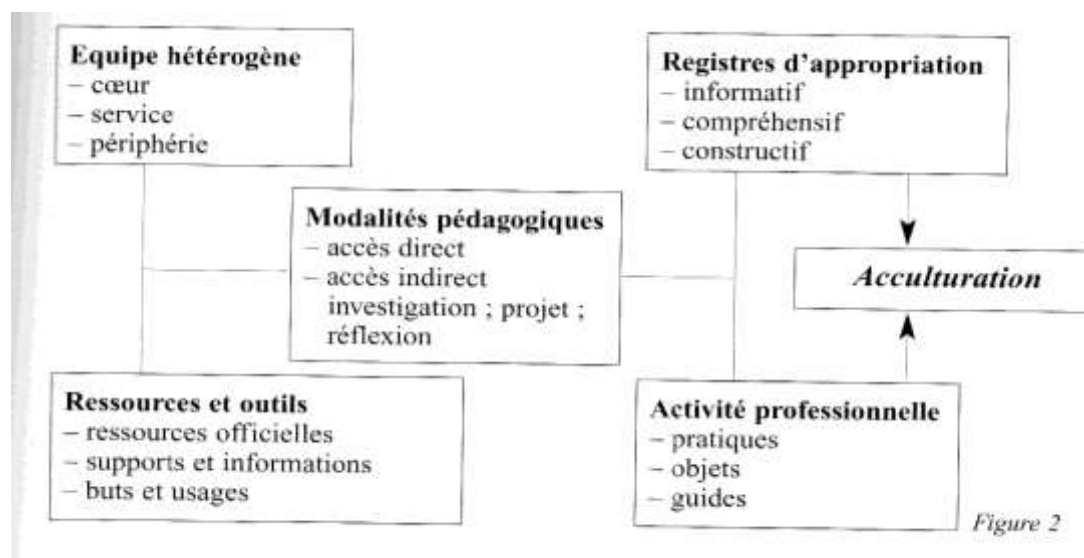 Equipe hétérogène
– cœur
– service
– périphérie
Registres d'appropriation
– informatif
– compréhensif
– constructif
Modalités pédagogiques
– accès direct
– accès indirect
investigation ; projet ;
réflexion
Acculturation
Ressources et outils
– ressources officielles
– supports et informations
– buts et usages
Activité professionnelle
– pratiques
– objets
– guides
Figure 2